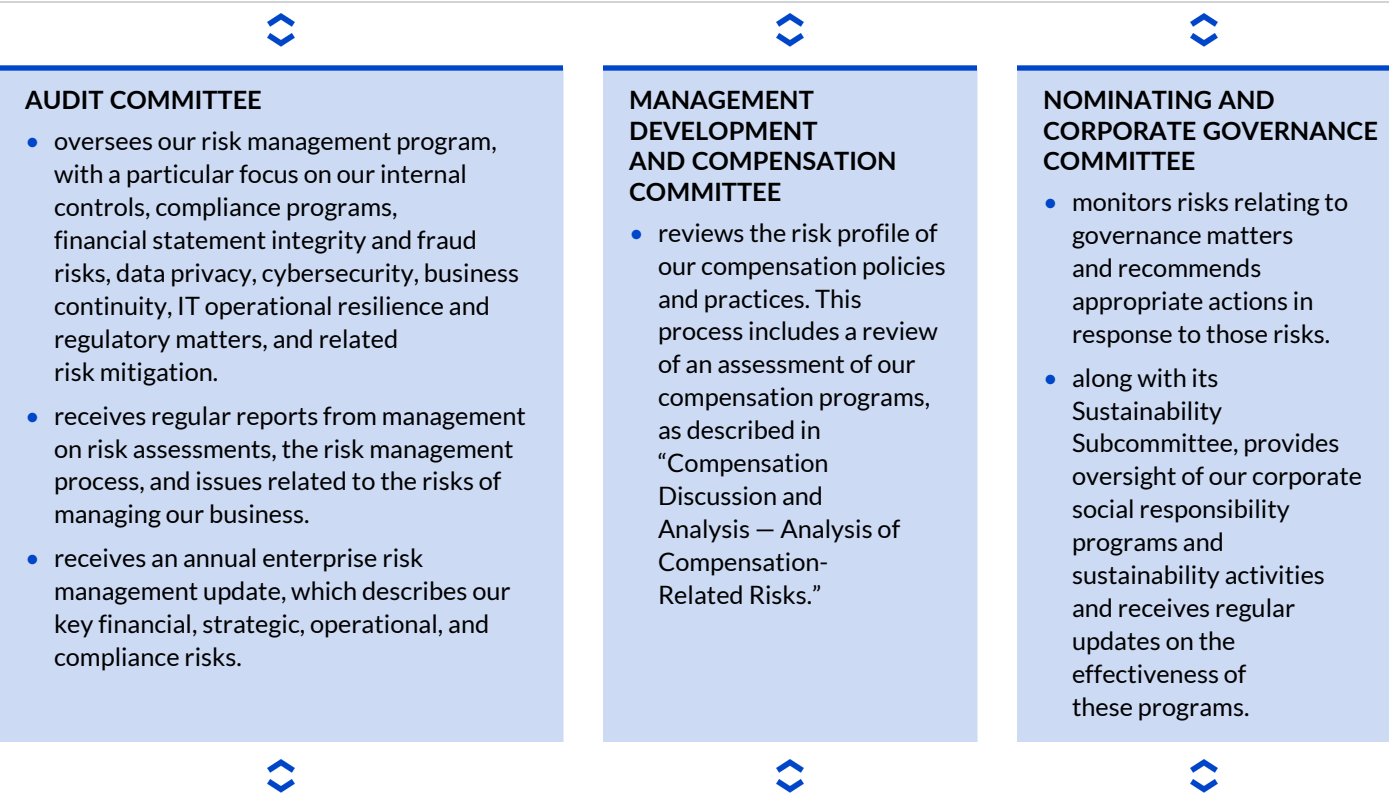 AUDIT COMMITTEE
• oversees our risk management program,
with a particular focus on our internal
controls, compliance programs,
financial statement integrity and fraud
risks, data privacy, cybersecurity, business
continuity, IT operational resilience and
regulatory matters, and related
risk mitigation.
• receives regular reports from management
on risk assessments, the risk management
process, and issues related to the risks of
managing our business.
• receives an annual enterprise risk
management update, which describes our
key financial, strategic, operational, and
compliance risks.
MANAGEMENT
DEVELOPMENT
AND COMPENSATION
COMMITTEE
• reviews the risk profile of
our compensation policies
and practices. This
process includes a review
of an assessment of our
compensation programs,
as described in
“Compensation
Discussion and
Analysis — Analysis of
Compensation-
Related Risks.”
NOMINATING AND
CORPORATE GOVERNANCE
COMMITTEE
• monitors risks relating to
governance matters
and recommends
appropriate actions in
response to those risks.
• along with its
Sustainability
Subcommittee, provides
oversight of our corporate
social responsibility
programs and
sustainability activities
and receives regular
updates on the
effectiveness of
these programs.